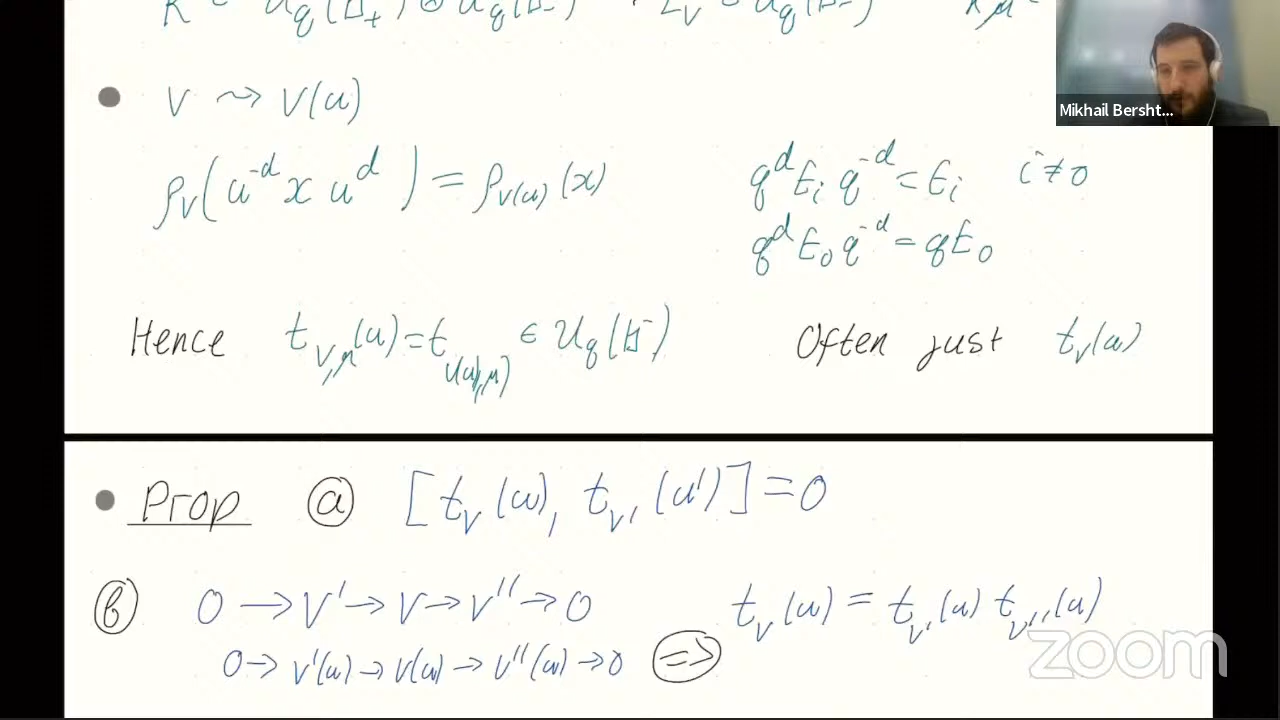 Mikhail Bersht...
V ⇝ V(u)
ρ_V(u^{-d} x u^d) = ρ_{V(u)}(x)
q^d E_i q^{-d} = E_i    i ≠ 0
q^d E_0 q^{-d} = q E_0
Hence t_{V,μ}(u) = t_{V(u),μ)} ∈ U_q(b^-)    Often just t_V(u)
• Prop ⓐ [t_V(u), t_{V'}(u')] = 0
ⓑ 0 → V' → V → V'' → 0
0 → V'(u) → V(u) → V''(u) → 0 ⇒ t_V(u) = t_{V'}(u) t_{V''}(u)
zoom